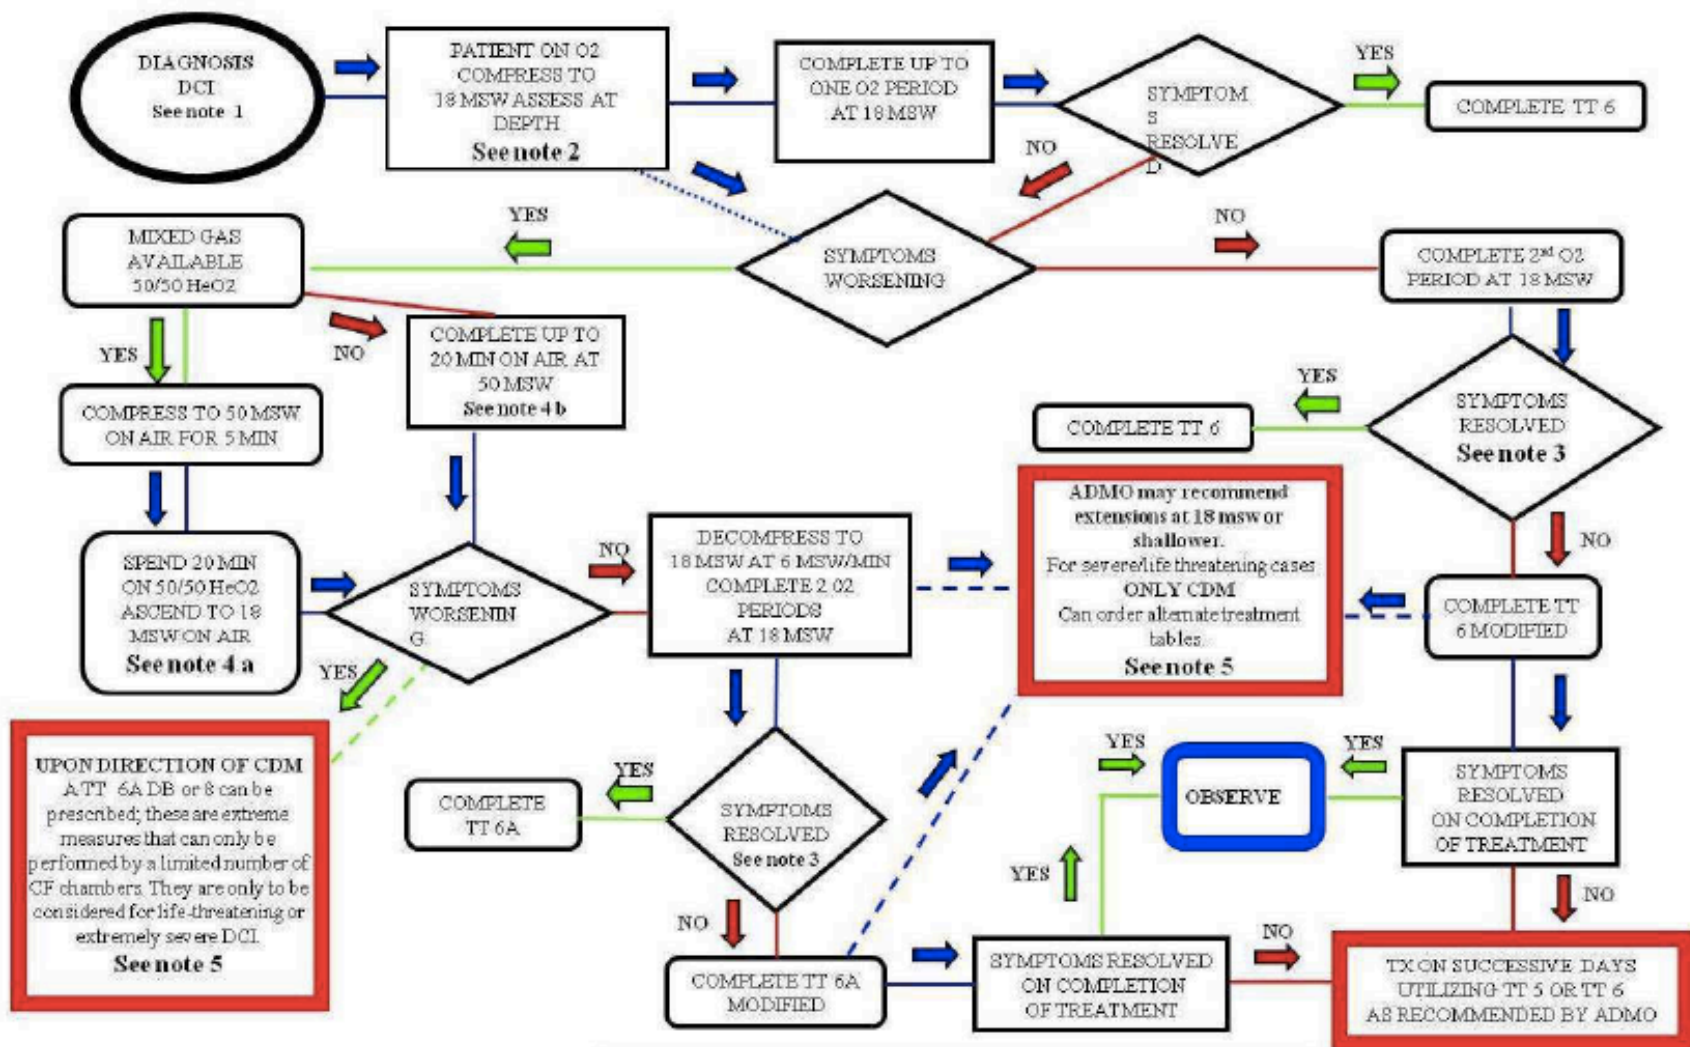 DIAGNOSIS
DCI
See note 1
PATIENT ON O2
COMPRESS TO
18 MSW ASSESS AT
DEPTH
See note 2
COMPLETE UP TO
ONE O2 PERIOD
AT 18 MSW
SYMPTOM
S
RESOLVE
D
YES
COMPLETE TT 6
NO
SYMPTOMS
WORSENING
YES
NO
MIXED GAS
AVAILABLE
50/50 HeO2
COMPLETE 2nd O2
PERIOD AT 18 MSW
YES
NO
COMPLETE UP TO
20 MIN ON AIR AT
50 MSW
See note 4 b
COMPRESS TO 50 MSW
ON AIR FOR 5 MIN
YES
COMPLETE TT 6
SYMPTOMS
RESOLVED
See note 3
NO
SPEND 20 MIN
ON 50/50 HeO2
ASCEND TO 18
MSW ON AIR
See note 4 a
SYMPTOMS
WORSENIN
G
NO
YES
DECOMPRESS TO
18 MSW AT 6 MSW/MIN
COMPLETE 2 O2
PERIODS
AT 18 MSW
ADMO may recommend
extensions at 18 msw or
shallower.
For severe/life threatening cases
ONLY CDM
Can order alternate treatment
tables.
See note 5
COMPLETE TT
6 MODIFIED
UPON DIRECTION OF CDM
A TT 6A DB or 8 can be
prescribed; these are extreme
measures that can only be
performed by a limited number of
CF chambers. They are only to be
considered for life-threatening or
extremely severe DCI.
See note 5
COMPLETE
TT 6A
YES
SYMPTOMS
RESOLVED
See note 3
NO
COMPLETE TT 6A
MODIFIED
YES
YES
OBSERVE
YES
SYMPTOMS
RESOLVED
ON COMPLETION
OF TREATMENT
NO
SYMPTOMS RESOLVED
ON COMPLETION
OF TREATMENT
NO
TX ON SUCCESSIVE DAYS
UTILIZING TT 5 OR TT 6
AS RECOMMENDED BY ADMO